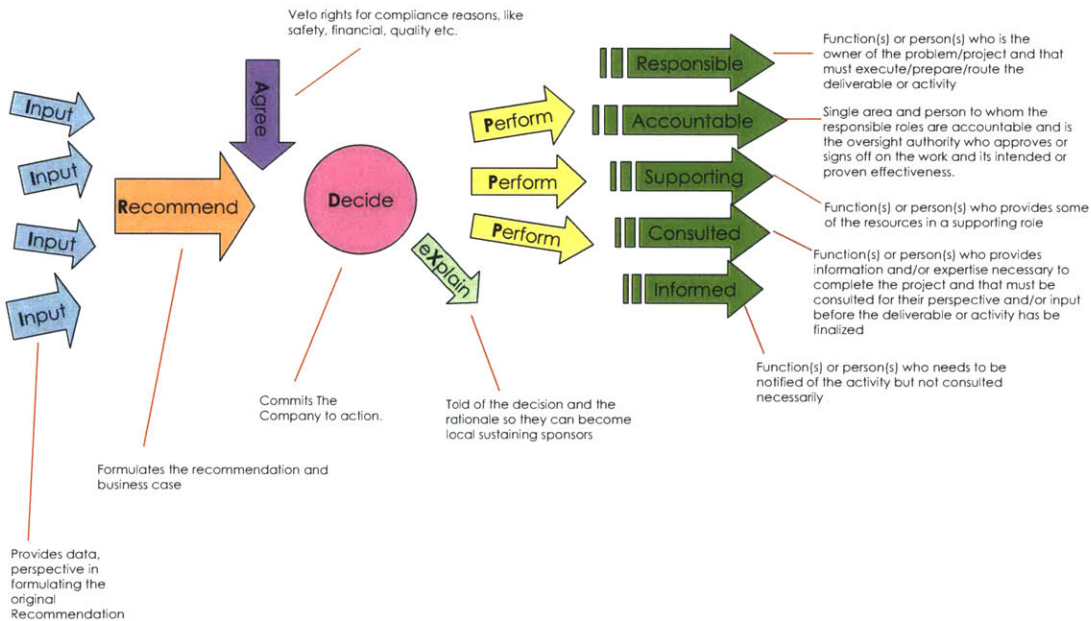 Veto rights for compliance reasons, like
safety, financial, quality etc.
Input
Input
Input
Input
Recommend
Agree
Decide
eXplain
Perform
Perform
Perform
Responsible
Accountable
Supporting
Consulted
Informed
Function(s) or person(s) who is the
owner of the problem/project and that
must execute/prepare/route the
deliverable or activity
Single area and person to whom the
responsible roles are accountable and is
the oversight authority who approves or
signs off on the work and its intended or
proven effectiveness.
Function(s) or person(s) who provides some
of the resources in a supporting role
Function(s) or person(s) who provides
information and/or expertise necessary to
complete the project and that must be
consulted for their perspective and/or input
before the deliverable or activity has be
finalized
Function(s) or person(s) who needs to be
notified of the activity but not consulted
necessarily
Commits The
Company to action.
Told of the decision and the
rationale so they can become
local sustaining sponsors
Formulates the recommendation and
business case
Provides data,
perspective in
formulating the
original
Recommendation